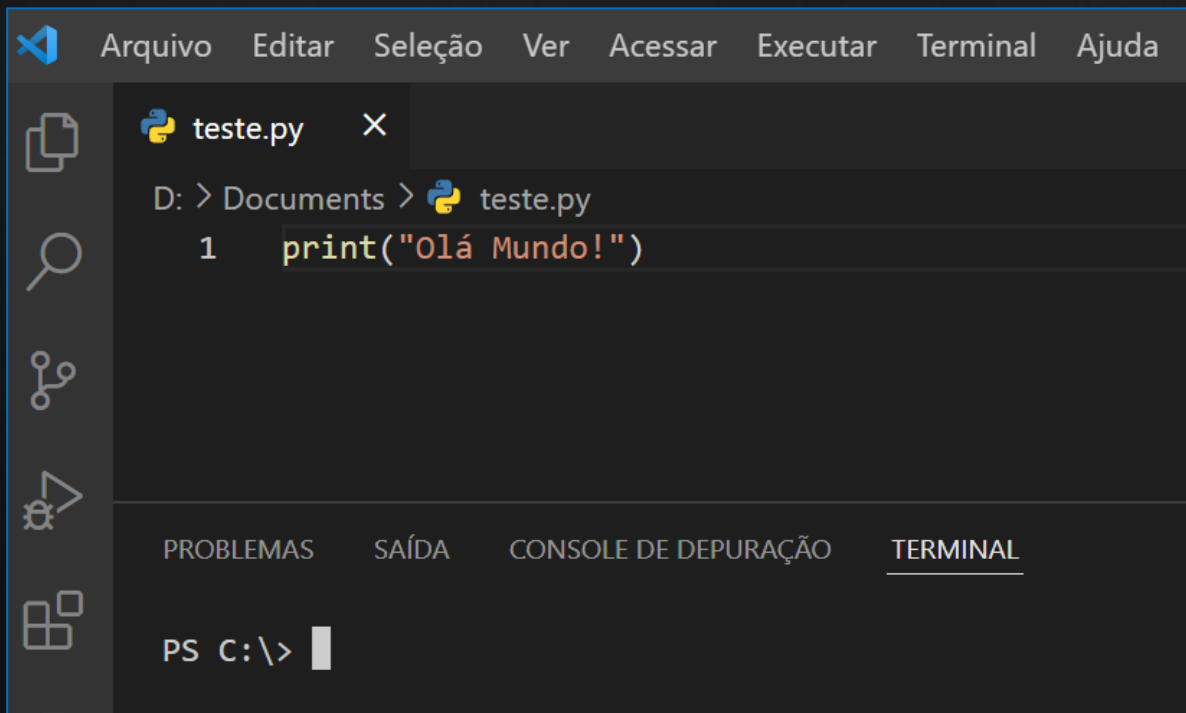 Arquivo Editar Seleção Ver Acessar Executar Terminal Ajuda
teste.py
D: > Documents > teste.py
1 print("Olá Mundo!")
PROBLEMAS SAÍDA CONSOLE DE DEPURAÇÃO TERMINAL
PS C:\>